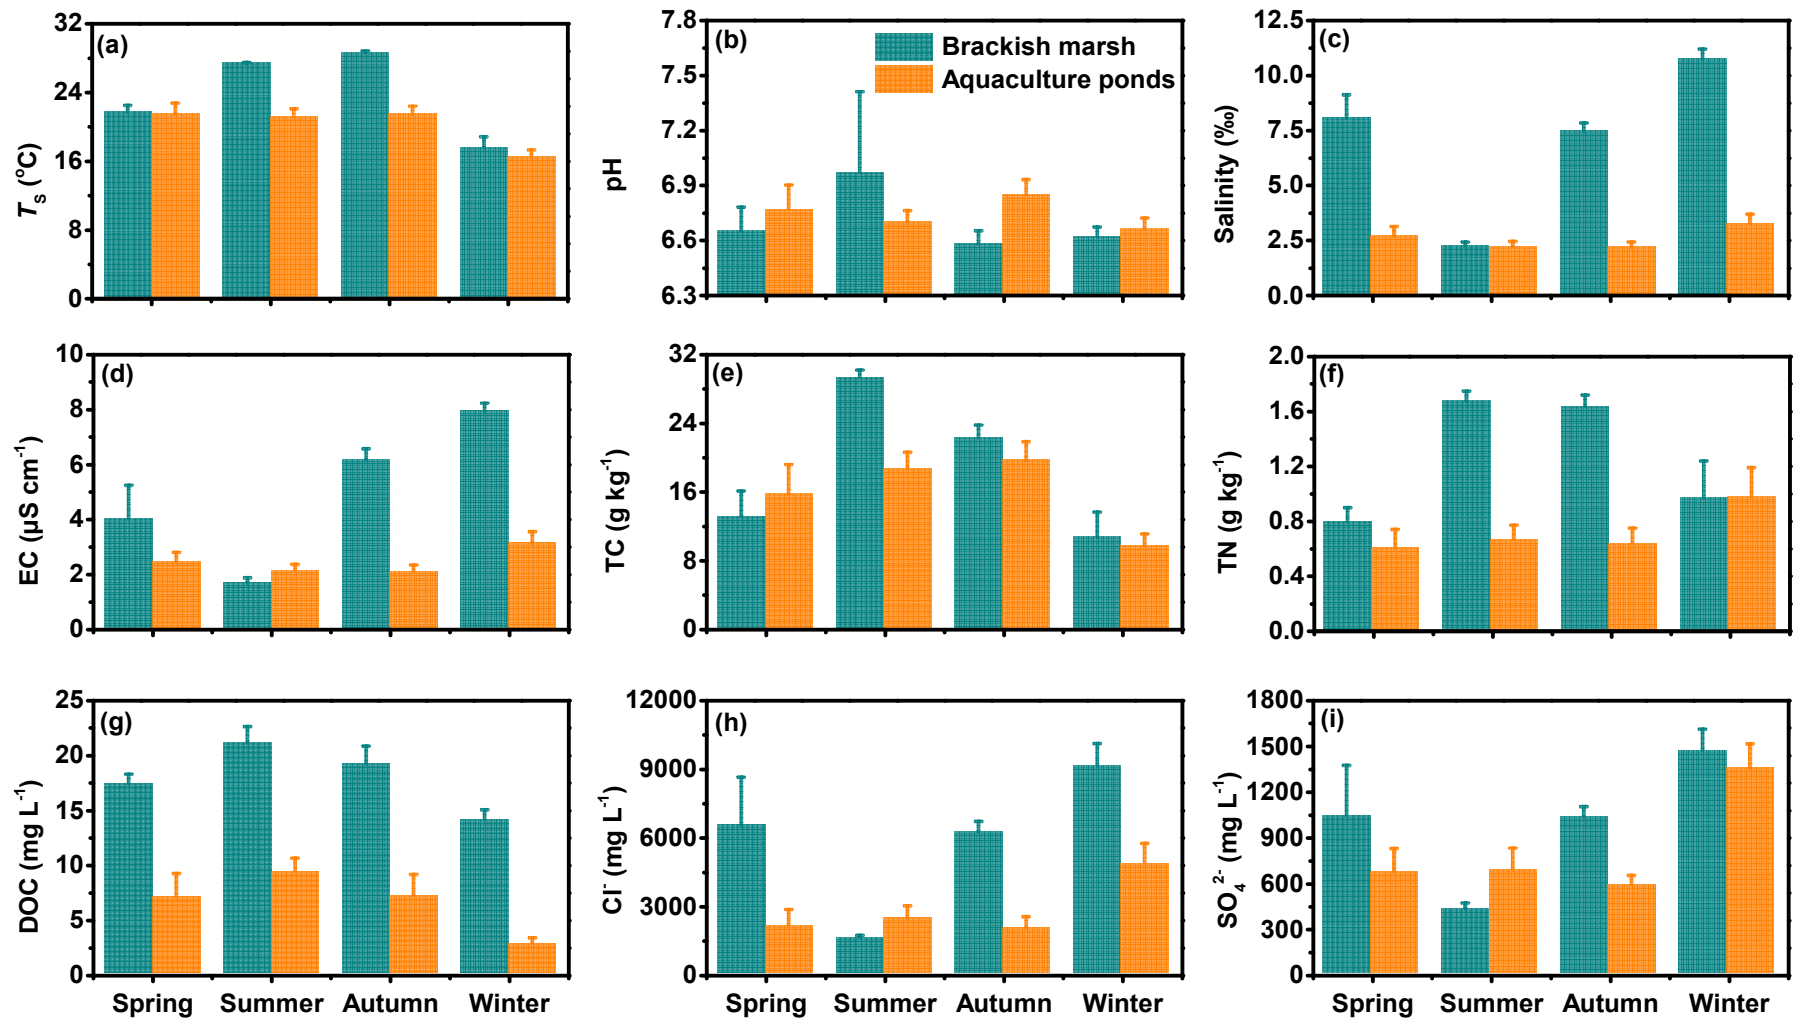 (a)
32
24
16
8
0
Ts (°C)
(b)
7.8
7.5
7.2
6.9
6.6
6.3
pH
Brackish marsh
Aquaculture ponds
(c)
12.5
10.0
7.5
5.0
2.5
0.0
Salinity (‰)
(d)
10
8
6
4
2
0
EC (µS cm-1)
(e)
32
24
16
8
0
TC (g kg-1)
(f)
2.0
1.6
1.2
0.8
0.4
0.0
TN (g kg-1)
(g)
25
20
15
10
5
0
DOC (mg L-1)
Spring Summer Autumn Winter
(h)
12000
9000
6000
3000
0
Cl- (mg L-1)
Spring Summer Autumn Winter
(i)
1800
1500
1200
900
600
300
0
SO42- (mg L-1)
Spring Summer Autumn Winter